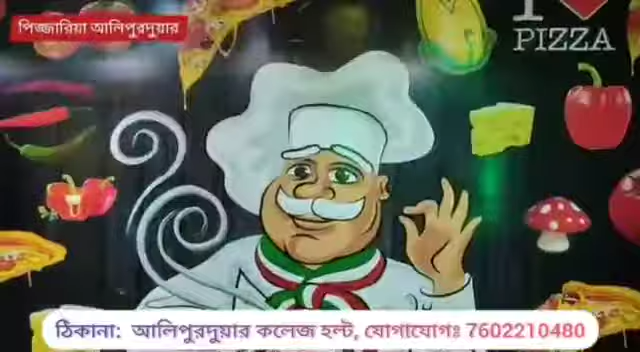 পিজ্জারিয়া আলিপুরদুয়ার
I
PIZZA
ঠিকানা: আলিপুরদুয়ার কলেজ হল্ট, যোগাযোগঃ 7602210480